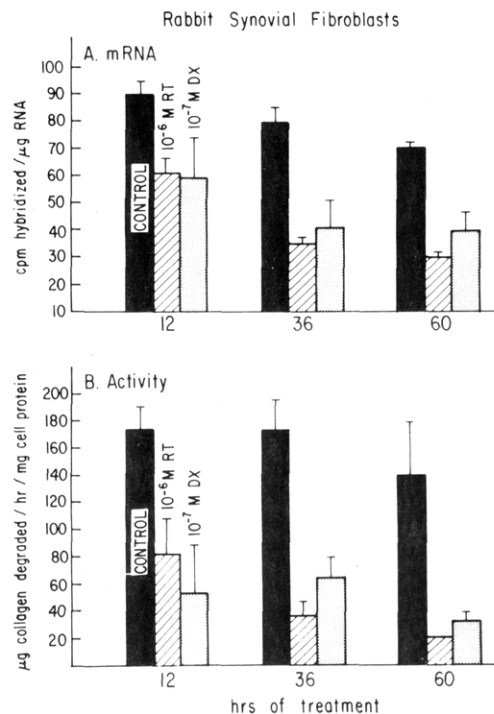 Rabbit Synovial Fibroblasts
A. mRNA
cpm hybridized/µg RNA
100
90
80
70
60
50
40
30
20
10
CONTROL
10⁻⁶ M RT
10⁻⁷ M DX
12 36 60
B. Activity
µg collagen degraded/hr/mg cell protein
200
180
160
140
120
100
80
60
40
20
CONTROL
10⁻⁶ M RT
10⁻⁷ M DX
12 36 60
hrs of treatment